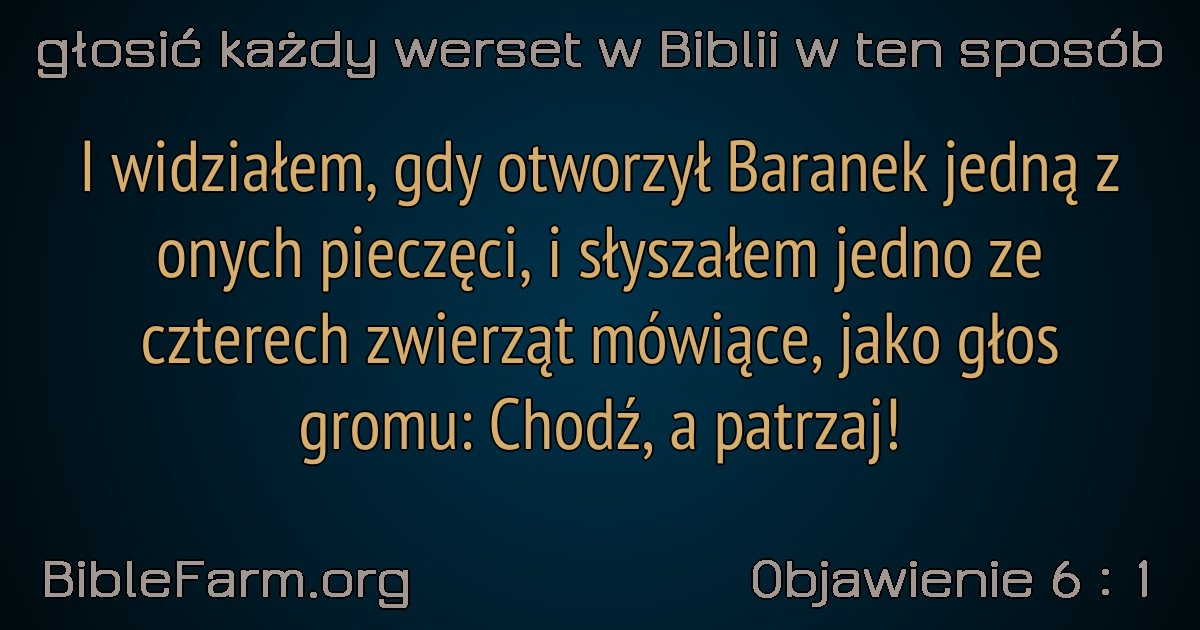 głosić każdy werset w Biblii w ten sposób
I widziałem, gdy otworzył Baranek jedną z
onych pieczęci, i słyszałem jedno ze
czterech zwierząt mówiące, jako głos
gromu: Chodź, a patrzaj!
BibleFarm.org
Objawienie 6 : 1